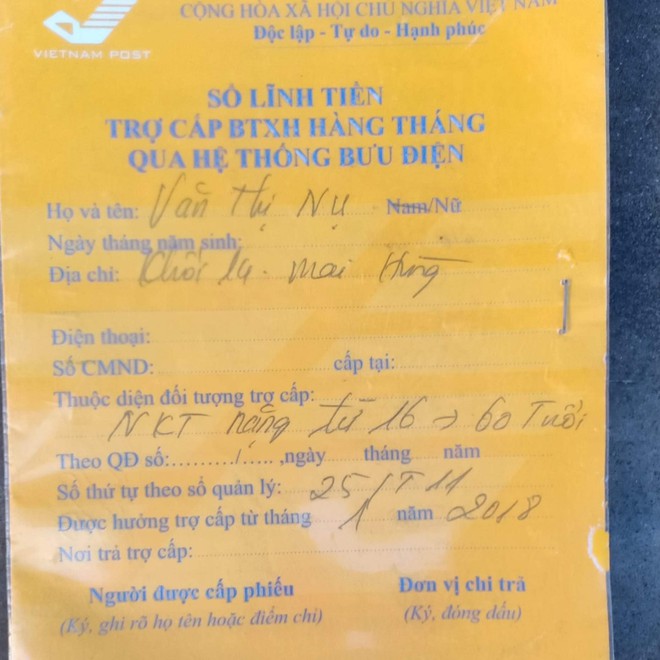 CỘNG HÒA XÃ HỘI CHỦ NGHĨA VIỆT NAM
Độc lập - Tự do - Hạnh phúc
VIETNAM POST
SỔ LĨNH TIỀN
TRỢ CẤP BTXH HÀNG THÁNG
QUA HỆ THỐNG BƯU ĐIỆN
Họ và tên: Văn Thị Nụ Nam/Nữ
Ngày tháng năm sinh:
Địa chỉ: Khối 14 - Mai Hùng
Điện thoại:
Số CMND: cấp tại:
Thuộc diện đối tượng trợ cấp:
NKT nặng từ 16 -> 60 Tuổi
Theo QĐ số:........./....., ngày tháng năm
Số thứ tự theo sổ quản lý: 25/T11
Được hưởng trợ cấp từ tháng 1 năm 2018
Nơi trả trợ cấp:
Người được cấp phiếu Đơn vị chi trả
(Ký, ghi rõ họ tên hoặc điểm chỉ) (Ký, đóng dấu)